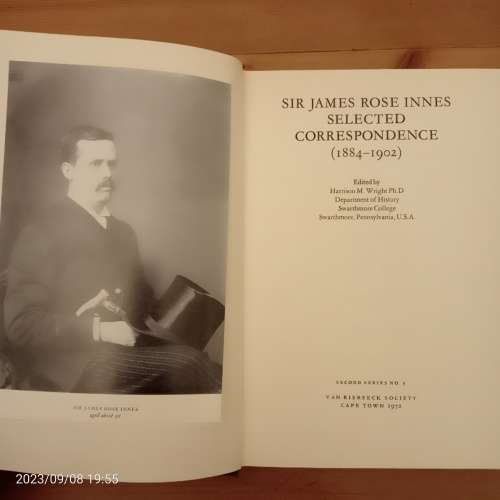 SIR JAMES ROSE INNES
aged about 30
SIR JAMES ROSE INNES
SELECTED
CORRESPONDENCE
(1884–1902)
Edited by
Harrison M. Wright Ph.D
Department of History
Swarthmore College
Swarthmore, Pennsylvania, U.S.A
SECOND SERIES NO.
VAN RIEBEECK SOCIETY
CAPE TOWN
2023/09/08 19:55